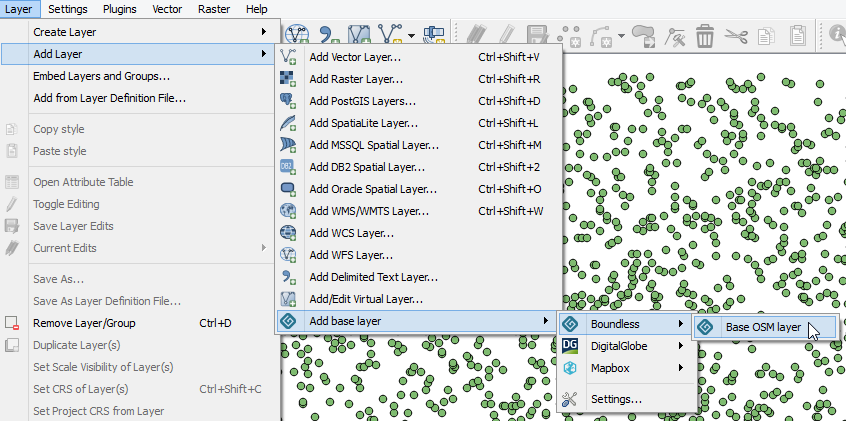 Layer Settings Plugins Vector Raster Help
Create Layer
Add Layer
Embed Layers and Groups...
Add from Layer Definition File...
Copy style
Paste style
Open Attribute Table
Toggle Editing
Save Layer Edits
Current Edits
Save As...
Save As Layer Definition File...
Remove Layer/Group Ctrl+D
Duplicate Layer(s)
Set Scale Visibility of Layer(s)
Set CRS of Layer(s) Ctrl+Shift+C
Set Project CRS from Layer
Add Vector Layer... Ctrl+Shift+V
Add Raster Layer... Ctrl+Shift+R
Add PostGIS Layers... Ctrl+Shift+D
Add SpatiaLite Layer... Ctrl+Shift+L
Add MSSQL Spatial Layer... Ctrl+Shift+M
DB2 Add DB2 Spatial Layer... Ctrl+Shift+2
Add Oracle Spatial Layer... Ctrl+Shift+O
Add WMS/WMTS Layer... Ctrl+Shift+W
Add WCS Layer...
Add WFS Layer...
Add Delimited Text Layer...
Add/Edit Virtual Layer...
Add base layer
Boundless
DG DigitalGlobe
Mapbox
Settings...
Base OSM layer